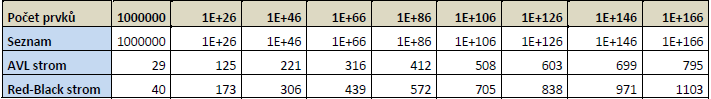 Počet prvků 1000000 1E+26 1E+46 1E+66 1E+86 1E+106 1E+126 1E+146 1E+166
Seznam 1000000 1E+26 1E+46 1E+66 1E+86 1E+106 1E+126 1E+146 1E+166
AVL strom 29 125 221 316 412 508 603 699 795
Red-Black strom 40 173 306 439 572 705 838 971 1103